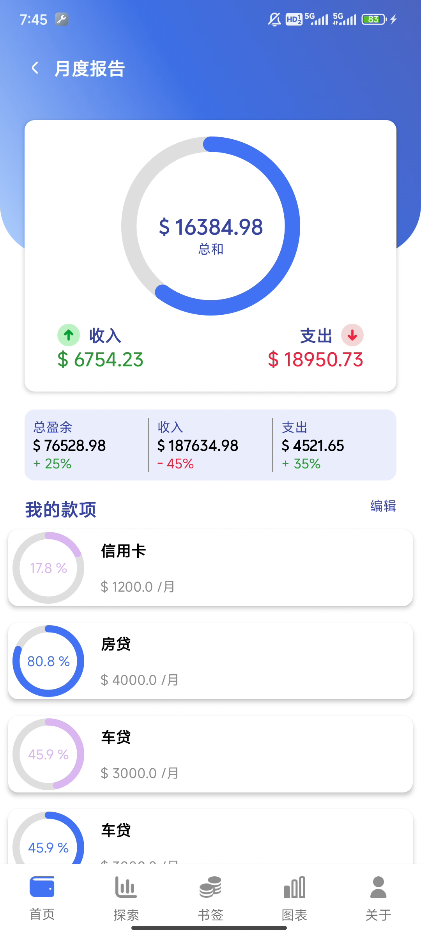 7:45
HD2 5G 5G 83
月度报告
$ 16384.98
总和
收入 支出
$ 6754.23 $ 18950.73
总盈余 收入 支出
$ 76528.98 $ 187634.98 $ 4521.65
+ 25% - 45% + 35%
我的款项 编辑
信用卡
17.8 %
$ 1200.0 /月
房贷
80.8 %
$ 4000.0 /月
车贷
45.9 %
$ 3000.0 /月
车贷
45.9 %
首页 探索 书签 图表 关于